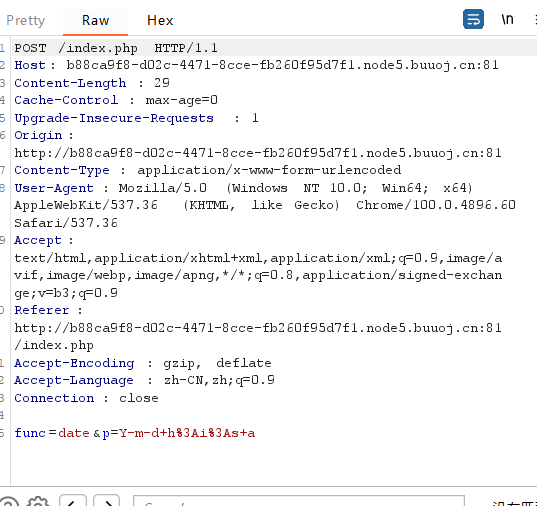 Pretty Raw Hex \n
1 POST /index.php HTTP/1.1
2 Host: b88ca9f8-d02c-4471-8cce-fb260f95d7f1.node5.buuoj.cn:81
3 Content-Length : 29
4 Cache-Control : max-age=0
5 Upgrade-Insecure-Requests : 1
6 Origin :
http://b88ca9f8-d02c-4471-8cce-fb260f95d7f1.node5.buuoj.cn:81
7 Content-Type : application/x-www-form-urlencoded
8 User-Agent : Mozilla/5.0 (Windows NT 10.0; Win64; x64)
AppleWebKit/537.36 (KHTML, like Gecko) Chrome/100.0.4896.60
Safari/537.36
9 Accept :
text/html,application/xhtml+xml,application/xml;q=0.9,image/a
vif,image/webp,image/apng,*/*;q=0.8,application/signed-exchan
ge;v=b3;q=0.9
0 Referer :
http://b88ca9f8-d02c-4471-8cce-fb260f95d7f1.node5.buuoj.cn:81
/index.php
1 Accept-Encoding : gzip, deflate
2 Accept-Language : zh-CN,zh;q=0.9
3 Connection : close
4
5 func=date&p=Y-m-d+h%3Ai%3As+a